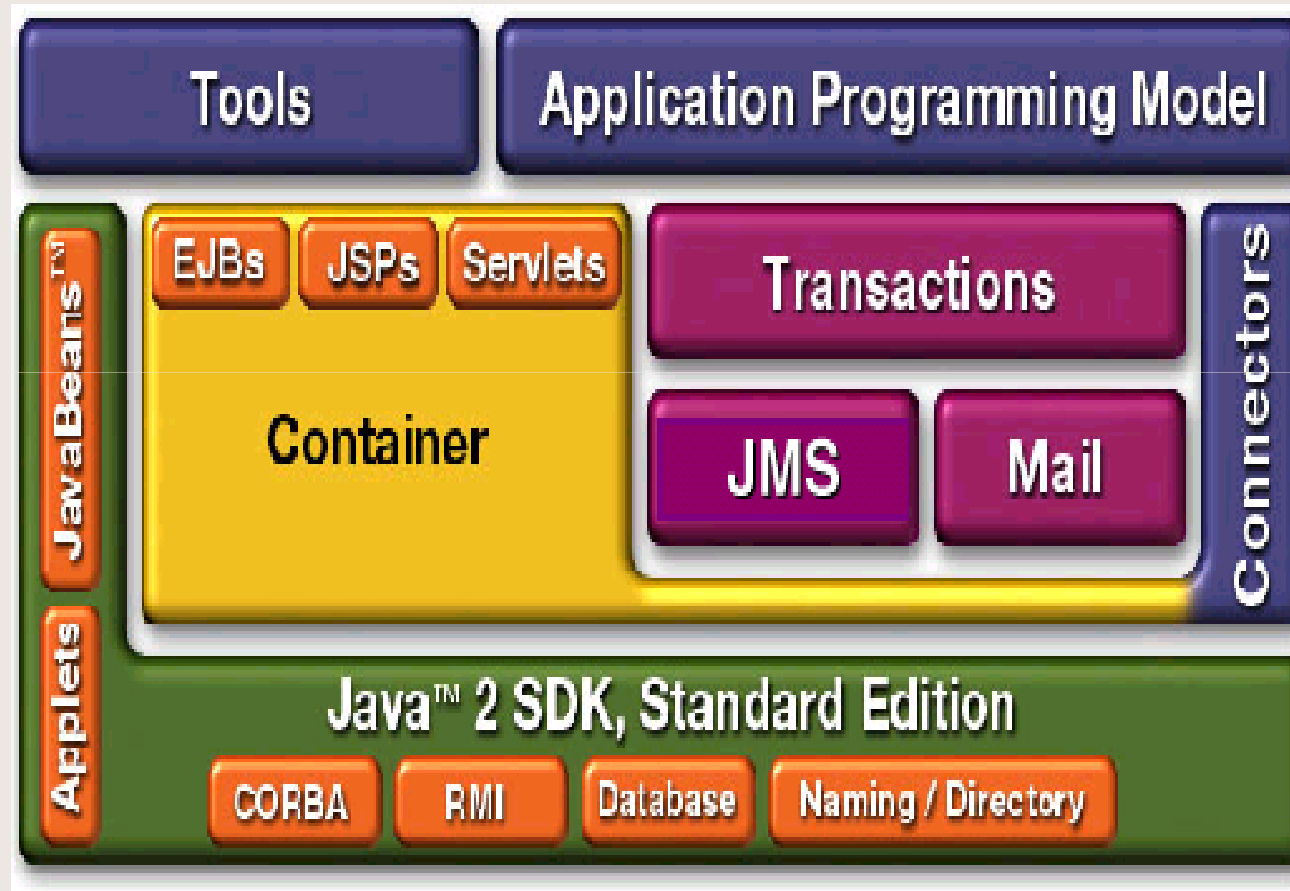 Tools
Application Programming Model
JavaBeans™
EJBs
JSPs
Servlets
Container
Transactions
JMS
Mail
Connectors
Applets
Java™ 2 SDK, Standard Edition
CORBA
RMI
Database
Naming / Directory